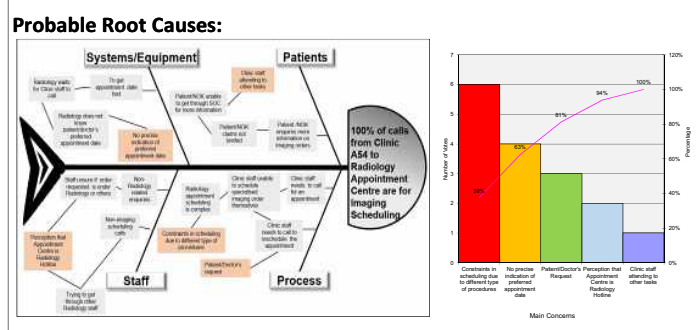 Probable Root Causes:
Systems/Equipment
Patients
Staff
Process
Radiology waits
for Clinic staff to
call
To get
appointment date
first
Radiology does not
know
patient/doctor's
preferred
appointment date
No precise
indication of
preferred
appointment date
Clinic staff
attending to
other tasks
Patient/NOK unable
to get through SOC
for more information
Patient/NOK
claims not
briefed
Patient /NOK
enquires more
information on
imaging orders
100% of calls
from Clinic
A54 to
Radiology
Appointment
Centre are for
Imaging
Scheduling
Staff unsure if order
requested, is under
Radiology or others
Non-
Radiology
related
enquiries
Non-imaging
scheduling
calls
Perception that
Appointment
Centre is
Radiology
Hotline
Trying to get
through other
Radiology staff
Radiology
appointment
scheduling
is complex
Clinic staff unable
to schedule
specialised
imaging order
themselves
Clinic staff
needs to call
for an
appointment
Constraints in scheduling
due to different type of
procedures
Clinic staff
needs to call to
reschedule the
appointment
Patient/Doctor's
request
Number of Votes
7
6
5
4
3
2
1
0
120%
100%
80%
60%
40%
20%
0%
Percentage
38%
63%
81%
94%
100%
Constraints in
scheduling due
to different type
of procedures
No precise
indication of
preferred
appointment
date
Patient/Doctor's
Request
Perception that
Appointment
Centre is
Radiology
Hotline
Clinic staff
attending to
other tasks
Main Concerns